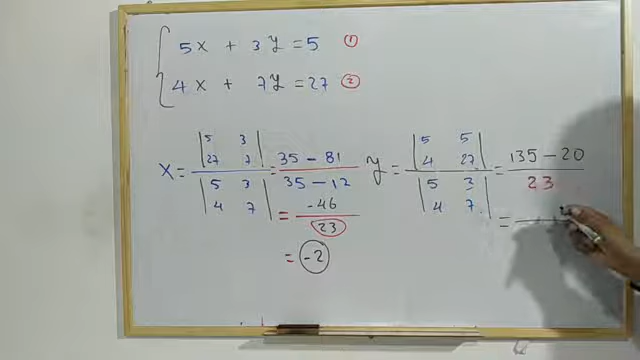 5x + 3y = 5 ①
4x + 7y = 27 ②
x = |5 3| / |5 3| = 35 - 81 / 35 - 12
|27 7| / |4 7|
= -46 / 23
= -2
y = |5 5| / |5 3| = 135 - 20 / 23
|4 27| / |4 7|
=